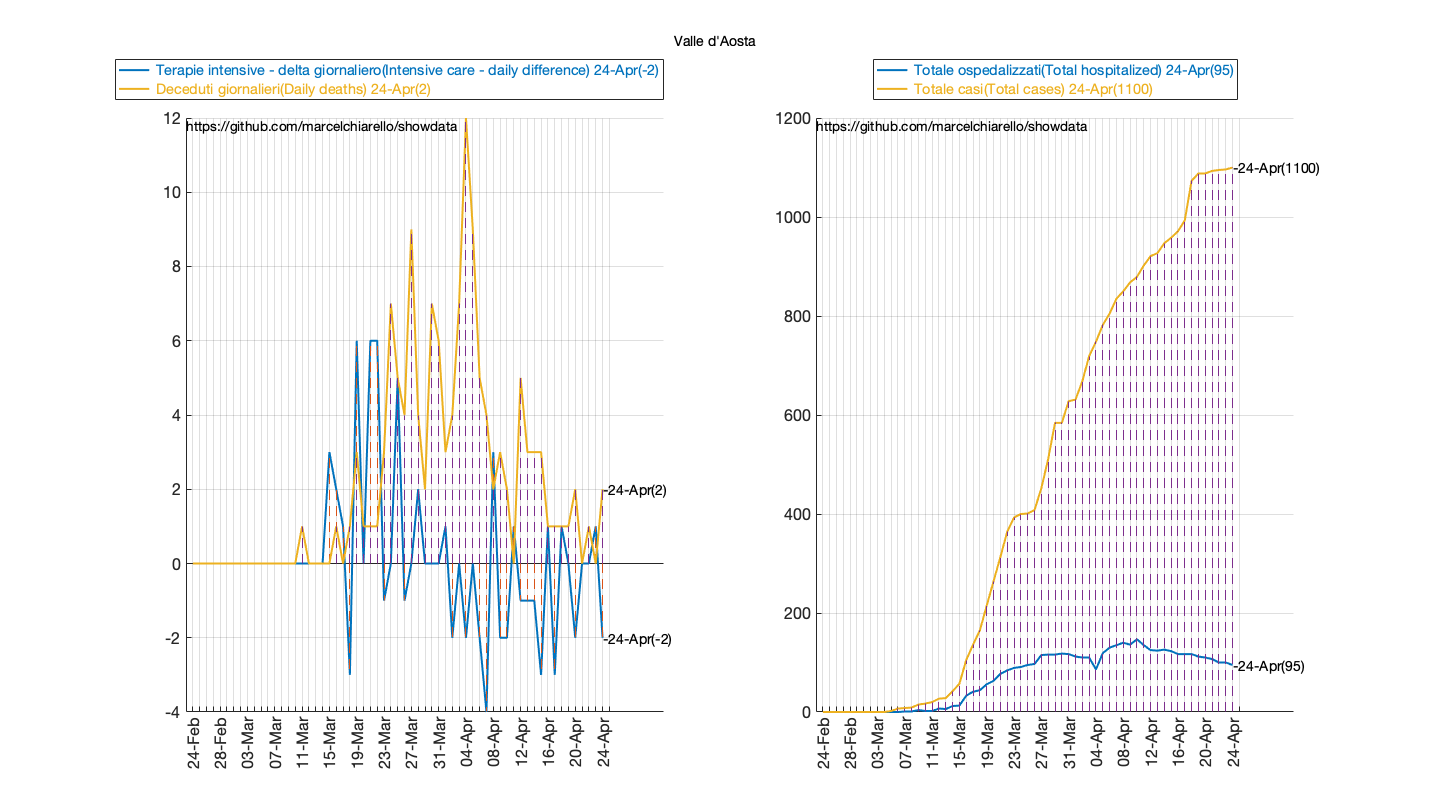 Valle d'Aosta
Terapie intensive - delta giornaliero(Intensive care - daily difference) 24-Apr(-2)
Deceduti giornalieri(Daily deaths) 24-Apr(2)
https://github.com/marcelchiarello/showdata
12
10
8
6
4
2
0
-2
-4
-24-Apr(2)
-24-Apr(-2)
24-Feb
28-Feb
03-Mar
07-Mar
11-Mar
15-Mar
19-Mar
23-Mar
27-Mar
31-Mar
04-Apr
08-Apr
12-Apr
16-Apr
20-Apr
24-Apr
Totale ospedalizzati(Total hospitalized) 24-Apr(95)
Totale casi(Total cases) 24-Apr(1100)
https://github.com/marcelchiarello/showdata
1200
1000
800
600
400
200
0
-24-Apr(1100)
-24-Apr(95)
24-Feb
28-Feb
03-Mar
07-Mar
11-Mar
15-Mar
19-Mar
23-Mar
27-Mar
31-Mar
04-Apr
08-Apr
12-Apr
16-Apr
20-Apr
24-Apr